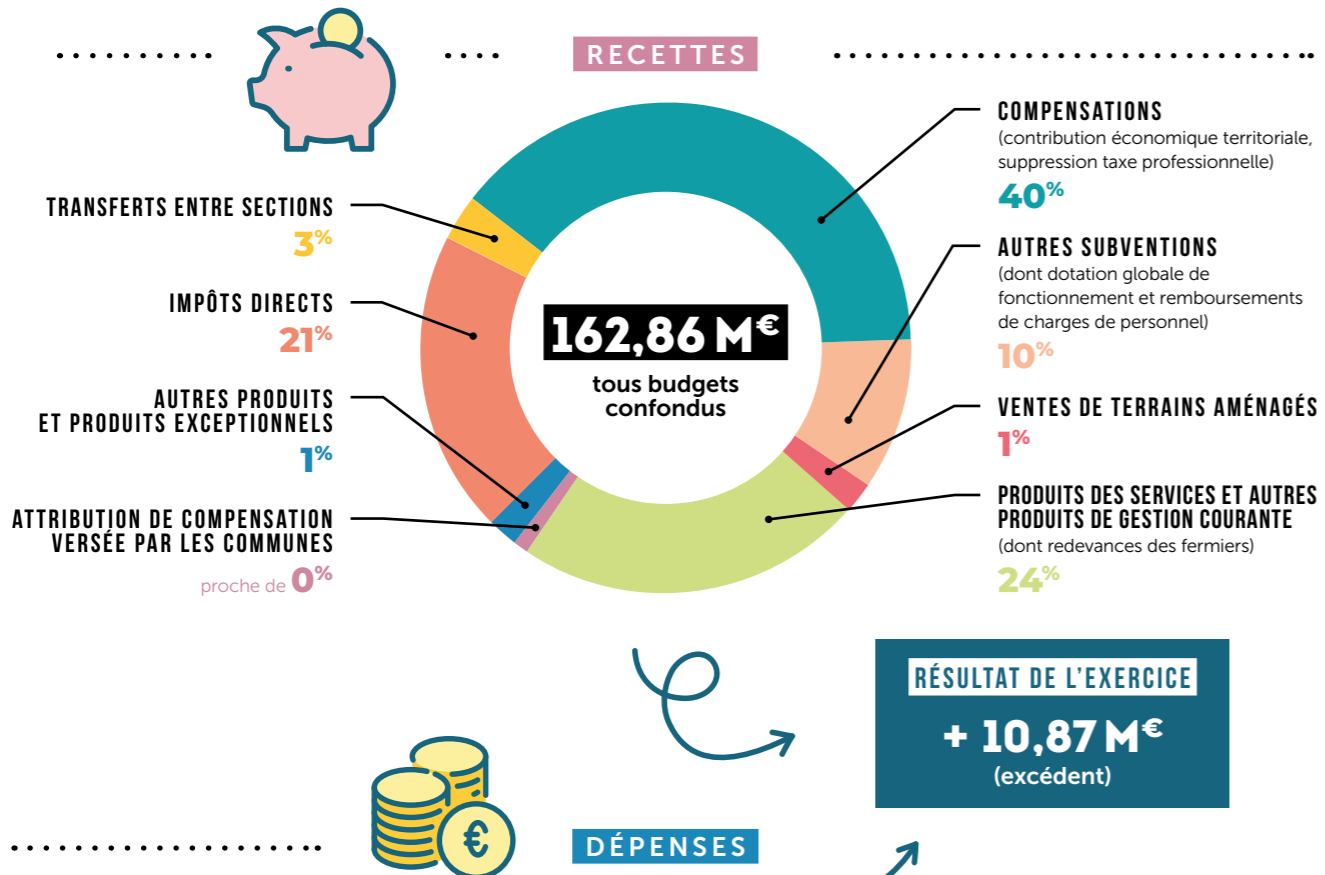 RECETTES
TRANSFERTS ENTRE SECTIONS
3%
IMPÔTS DIRECTS
21%
AUTRES PRODUITS
ET PRODUITS EXCEPTIONNELS
1%
ATTRIBUTION DE COMPENSATION
VERSÉE PAR LES COMMUNES
proche de 0%
162,86 M€
tous budgets
confondus
COMPENSATIONS
(contribution économique territoriale,
suppression taxe professionnelle)
40%
AUTRES SUBVENTIONS
(dont dotation globale de
fonctionnement et remboursements
de charges de personnel)
10%
VENTES DE TERRAINS AMÉNAGÉS
1%
PRODUITS DES SERVICES ET AUTRES
PRODUITS DE GESTION COURANTE
(dont redevances des fermiers)
24%
RÉSULTAT DE L'EXERCICE
+ 10,87 M€
(excédent)
€
DÉPENSES